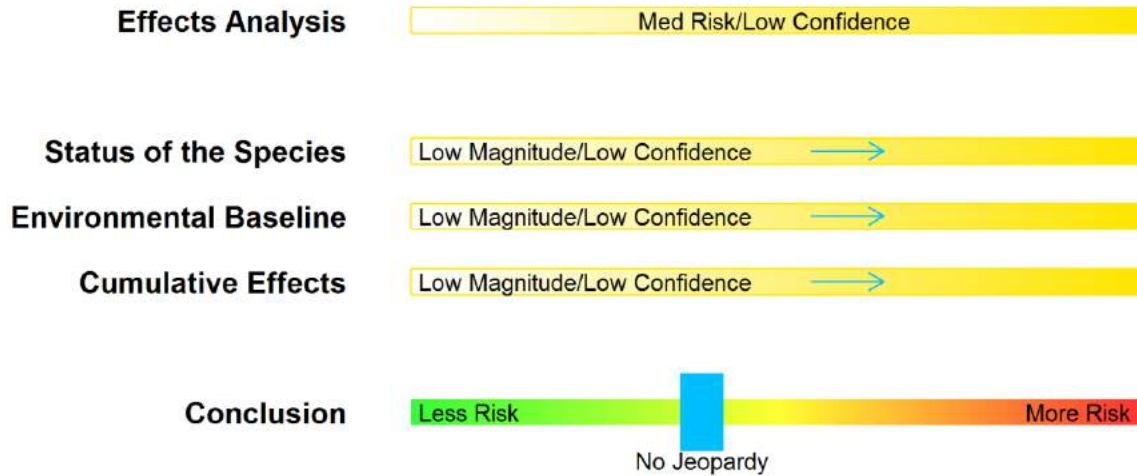 Effects Analysis
Med Risk/Low Confidence
Status of the Species
Low Magnitude/Low Confidence
Environmental Baseline
Low Magnitude/Low Confidence
Cumulative Effects
Low Magnitude/Low Confidence
Conclusion
Less Risk
More Risk
No Jeopardy